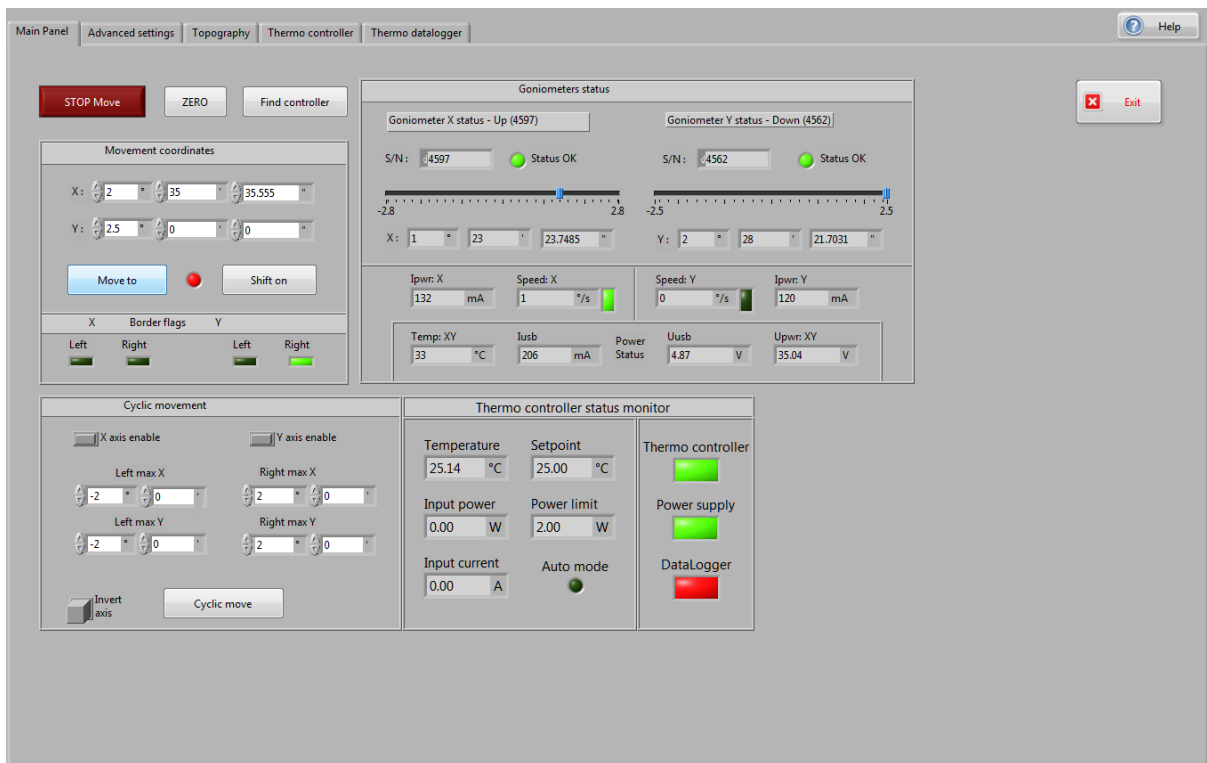 Main Panel Advanced settings Topography Thermo controller Thermo datalogger
Help
STOP Move ZERO Find controller
Exit
Movement coordinates
X: 2 ° 35 ' 35.555 "
Y: 2.5 ° 0 ' 0 "
Move to Shift on
X Border flags Y
Left Right Left Right
Goniometers status
Goniometer X status - Up (4597) Goniometer Y status - Down (4562)
S/N: 4597 Status OK S/N: 4562 Status OK
-2.8 2.8 -2.5 2.5
X: 1 ° 23 ' 23.7485 " Y: 2 ° 28 ' 21.7031 "
Ipwr: X Speed: X Speed: Y Ipwr: Y
132 mA 1 °/s 0 °/s 120 mA
Temp: XY Iusb Power Status Uusb Upwr: XY
33 °C 206 mA 4.87 V 35.04 V
Cyclic movement
X axis enable Y axis enable
Left max X Right max X
-2 ° 0 ' 2 ° 0 '
Left max Y Right max Y
-2 ° 0 ' 2 ° 0 '
Invert axis Cyclic move
Thermo controller status monitor
Temperature Setpoint
25.14 °C 25.00 °C
Input power Power limit
0.00 W 2.00 W
Input current Auto mode
0.00 A
Thermo controller
Power supply
DataLogger